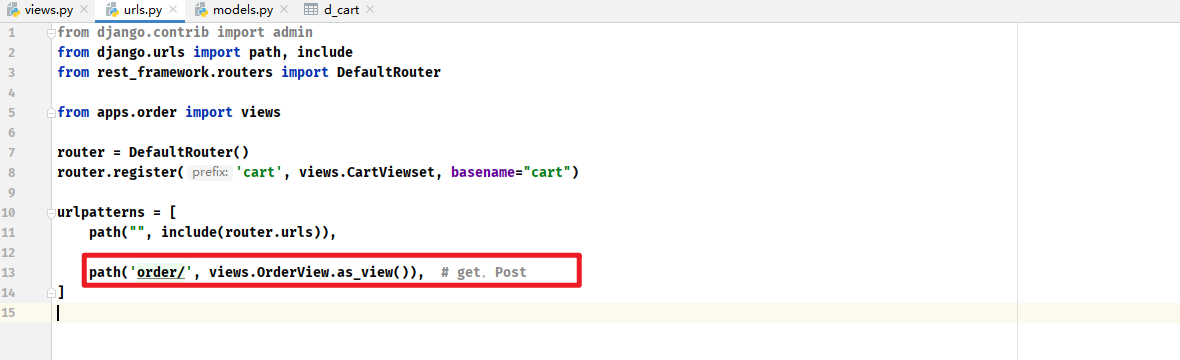 views.py urls.py models.py d_cart
1 from django.contrib import admin
2 from django.urls import path, include
3 from rest_framework.routers import DefaultRouter
4
5 from apps.order import views
6
7 router = DefaultRouter()
8 router.register( prefix: 'cart', views.CartViewset, basename="cart")
9
10 urlpatterns = [
11     path("", include(router.urls)),
12
13     path('order/', views.OrderView.as_view()),  # get、Post
14 ]
15